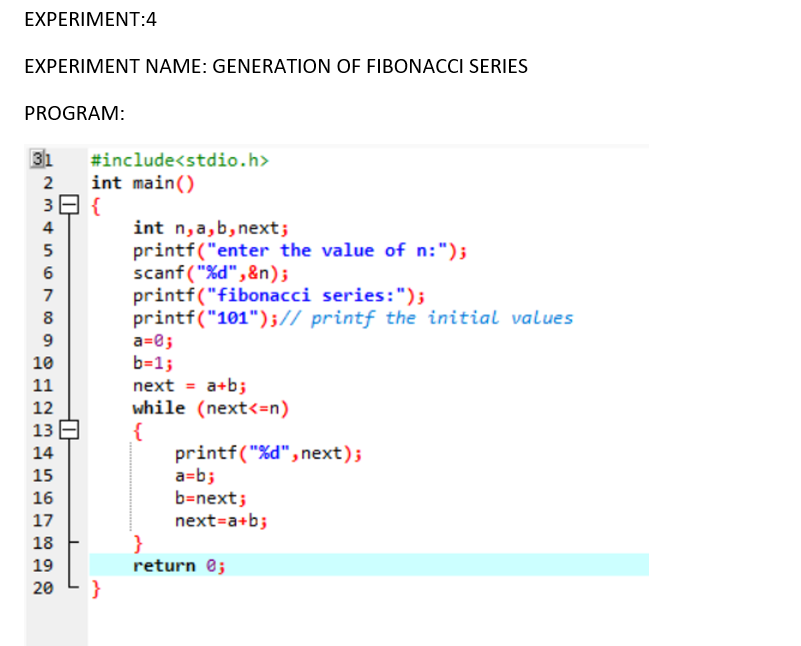 EXPERIMENT:4
EXPERIMENT NAME: GENERATION OF FIBONACCI SERIES
PROGRAM:
31 #include<stdio.h>
2 int main()
3 {
4 int n,a,b,next;
5 printf("enter the value of n:");
6 scanf("%d",&n);
7 printf("fibonacci series:");
8 printf("101");// printf the initial values
9 a=0;
10 b=1;
11 next = a+b;
12 while (next<=n)
13 {
14 printf("%d",next);
15 a=b;
16 b=next;
17 next=a+b;
18 }
19 return 0;
20 }